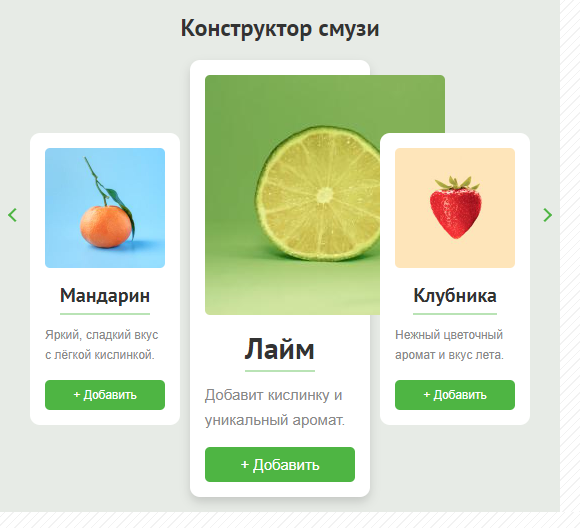 Конструктор смузи
Мандарин
Яркий, сладкий вкус
с лёгкой кислинкой.
+ Добавить
Лайм
Добавит кислинку и
уникальный аромат.
+ Добавить
Клубника
Нежный цветочный
аромат и вкус лета.
+ Добавить